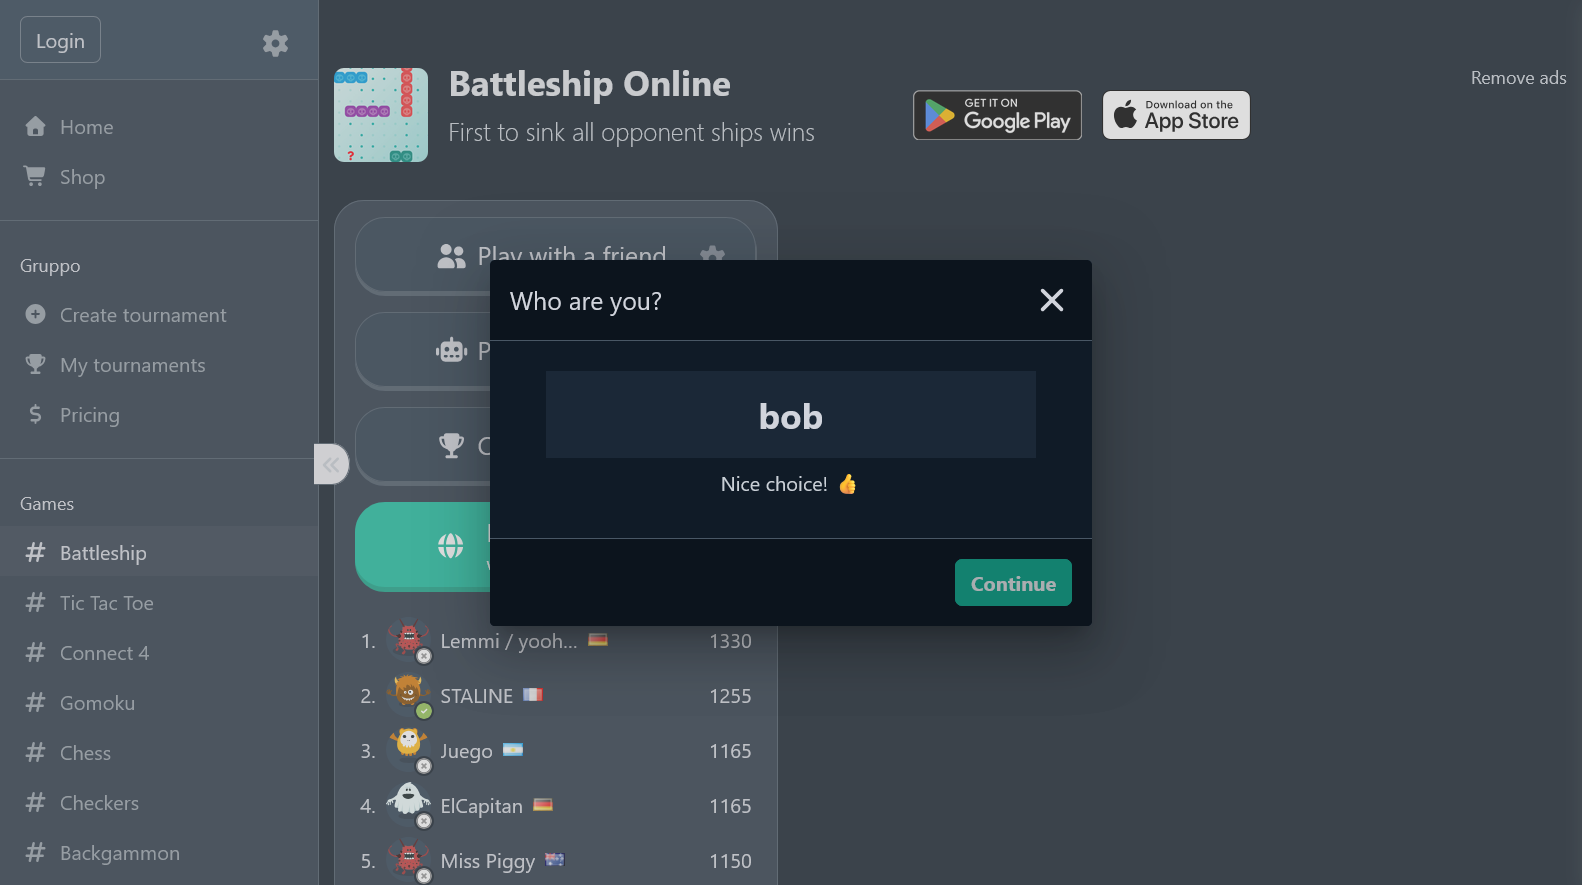 Login
Home
Shop
Gruppo
Create tournament
My tournaments
Pricing
Games
Battleship
Tic Tac Toe
Connect 4
Gomoku
Chess
Checkers
Backgammon
Battleship Online
First to sink all opponent ships wins
GET IT ON
Google Play
Download on the
App Store
Remove ads
Play with a friend
Who are you?
bob
Nice choice! 👍
Continue
1. Lemmi / yooh... 1330
2. STALINE 1255
3. Juego 1165
4. ElCapitan 1165
5. Miss Piggy 1150